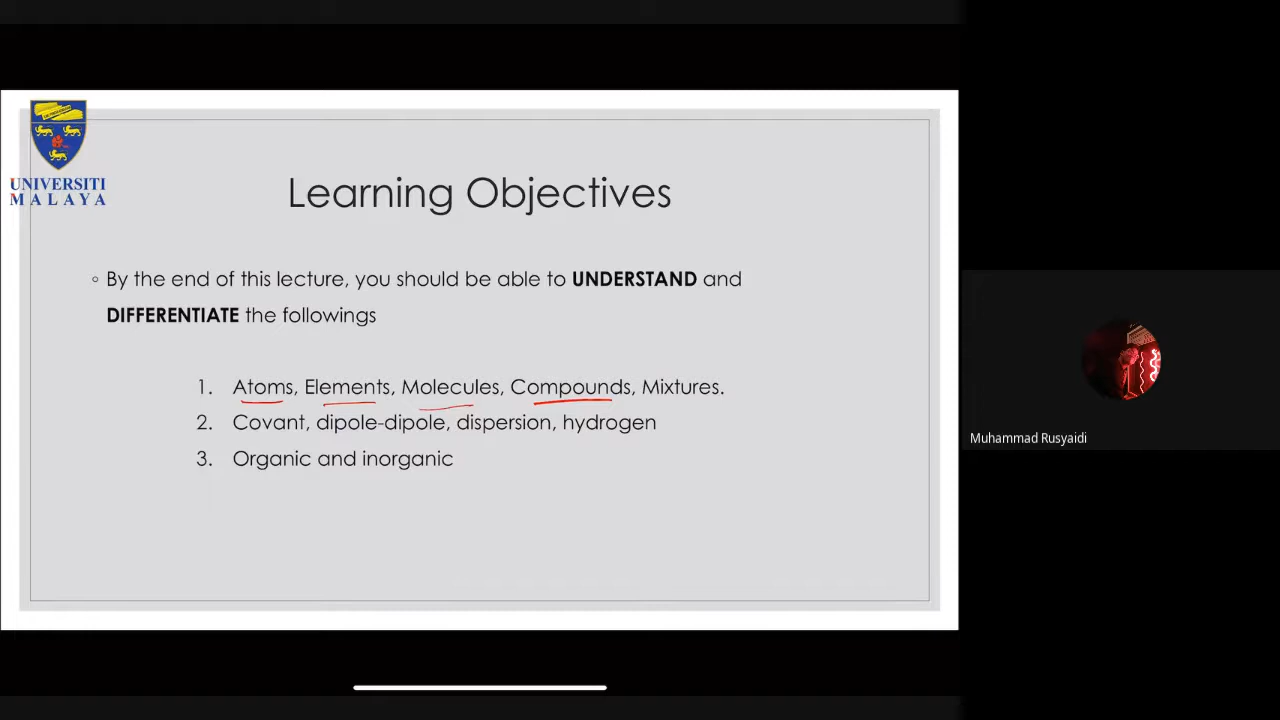 UNIVERSITI
MALAYA
Learning Objectives
◦ By the end of this lecture, you should be able to UNDERSTAND and
DIFFERENTIATE the followings
1. Atoms, Elements, Molecules, Compounds, Mixtures.
2. Covant, dipole-dipole, dispersion, hydrogen
3. Organic and inorganic
Muhammad Rusyaidi